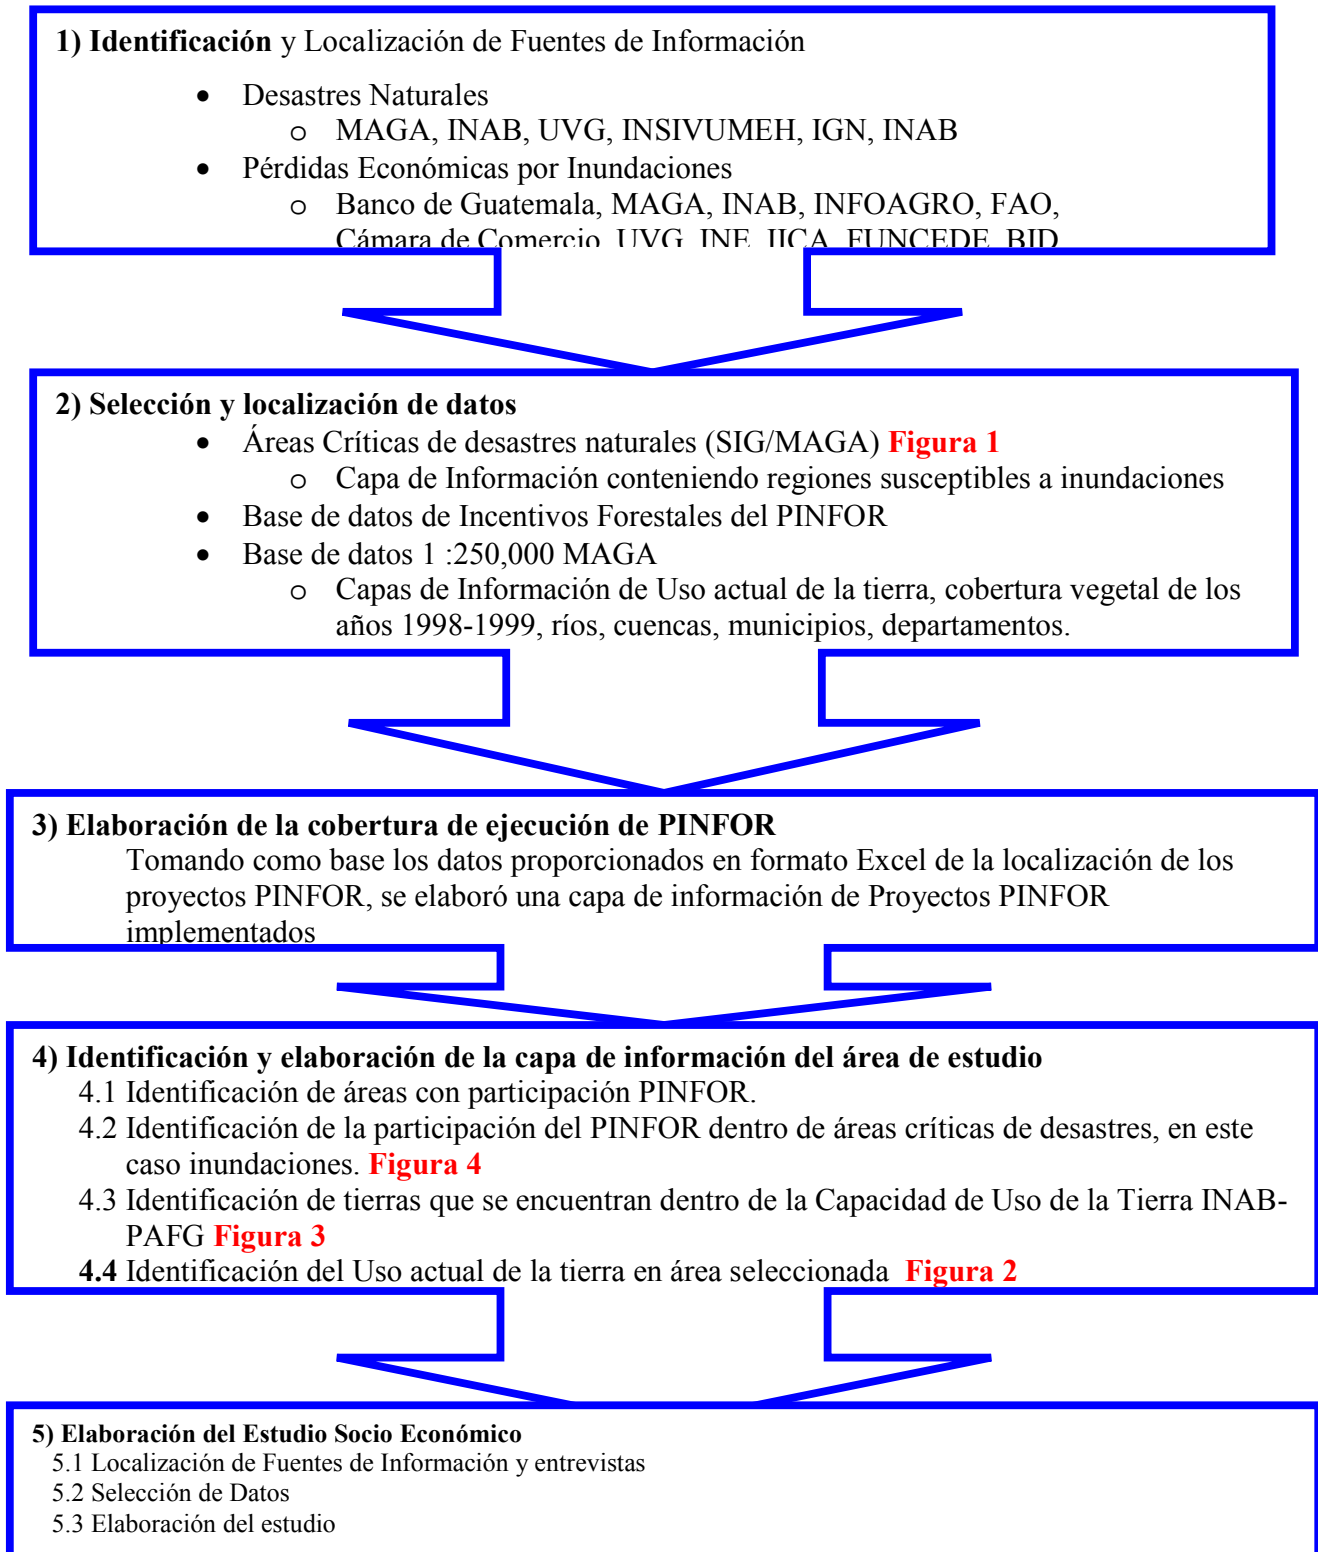 1) Identificación y Localización de Fuentes de Información
• Desastres Naturales
o MAGA, INAB, UVG, INSIVUMEH, IGN, INAB
• Pérdidas Económicas por Inundaciones
o Banco de Guatemala, MAGA, INAB, INFOAGRO, FAO,
Cámara de Comercio, UVG, INE, IICA, FUNCEDE, BID
2) Selección y localización de datos
• Áreas Críticas de desastres naturales (SIG/MAGA) Figura 1
o Capa de Información conteniendo regiones susceptibles a inundaciones
• Base de datos de Incentivos Forestales del PINFOR
• Base de datos 1 :250,000 MAGA
o Capas de Información de Uso actual de la tierra, cobertura vegetal de los
años 1998-1999, ríos, cuencas, municipios, departamentos.
3) Elaboración de la cobertura de ejecución de PINFOR
Tomando como base los datos proporcionados en formato Excel de la localización de los
proyectos PINFOR, se elaboró una capa de información de Proyectos PINFOR
implementados
4) Identificación y elaboración de la capa de información del área de estudio
4.1 Identificación de áreas con participación PINFOR.
4.2 Identificación de la participación del PINFOR dentro de áreas críticas de desastres, en este
caso inundaciones. Figura 4
4.3 Identificación de tierras que se encuentran dentro de la Capacidad de Uso de la Tierra INAB-
PAFG Figura 3
4.4 Identificación del Uso actual de la tierra en área seleccionada Figura 2
5) Elaboración del Estudio Socio Económico
5.1 Localización de Fuentes de Información y entrevistas
5.2 Selección de Datos
5.3 Elaboración del estudio